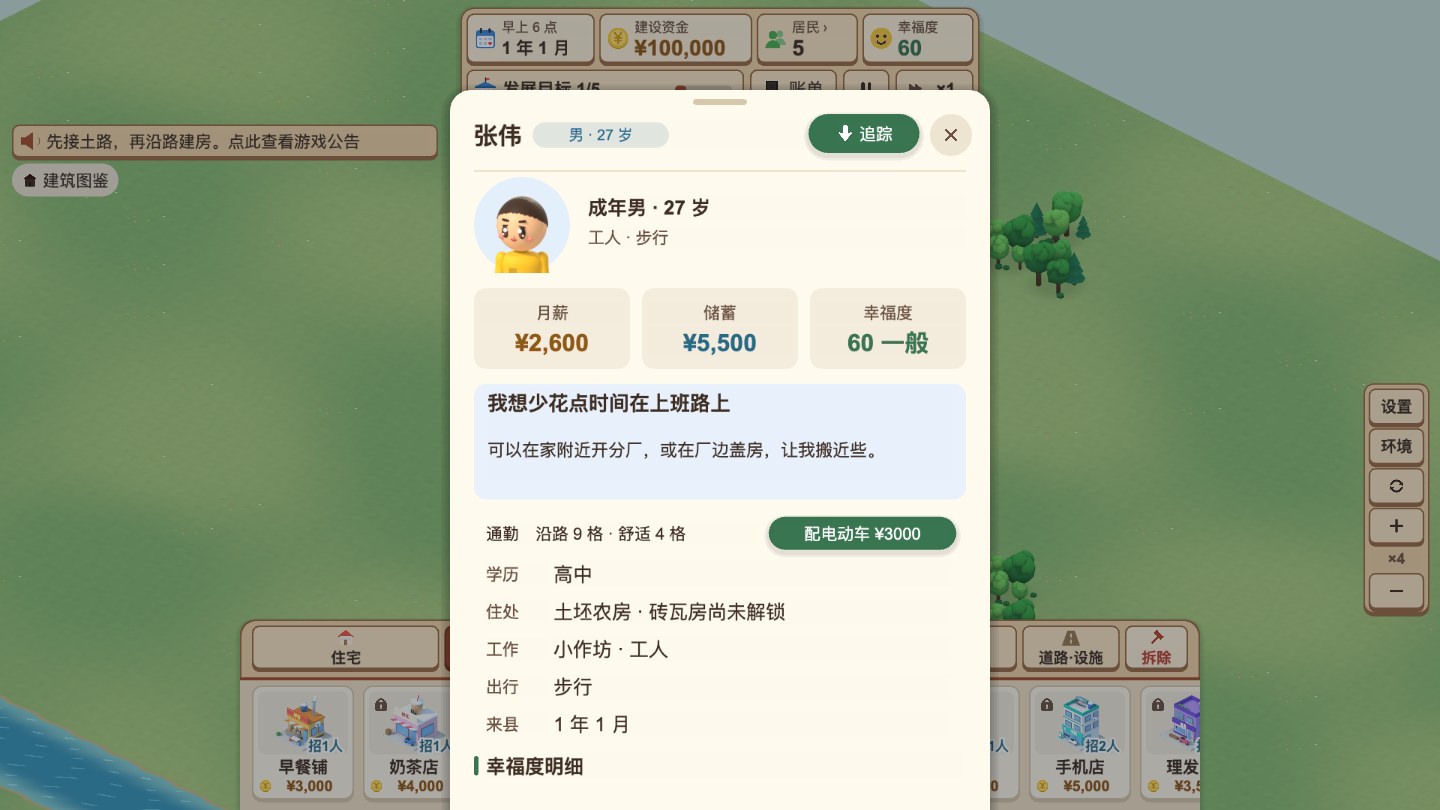 早上 6 点
1 年 1 月
建设资金
¥100,000
居民 ›
5
幸福度
60
发展目标 1/5
账单
×1
先接土路，再沿路建房。点此查看游戏公告
建筑图鉴
张伟
男 · 27 岁
追踪
成年男 · 27 岁
工人 · 步行
月薪
¥2,600
储蓄
¥5,500
幸福度
60 一般
我想少花点时间在上班路上
可以在家附近开分厂，或在厂边盖房，让我搬近些。
通勤 沿路 9 格 · 舒适 4 格
配电动车 ¥3000
学历 高中
住处 土坯农房 · 砖瓦房尚未解锁
工作 小作坊 · 工人
出行 步行
来县 1 年 1 月
幸福度明细
设置
环境
+
×4
−
住宅
道路·设施
拆除
招1人
早餐铺
¥3,000
招1人
奶茶店
¥4,000
招2人
手机店
¥5,000
理发